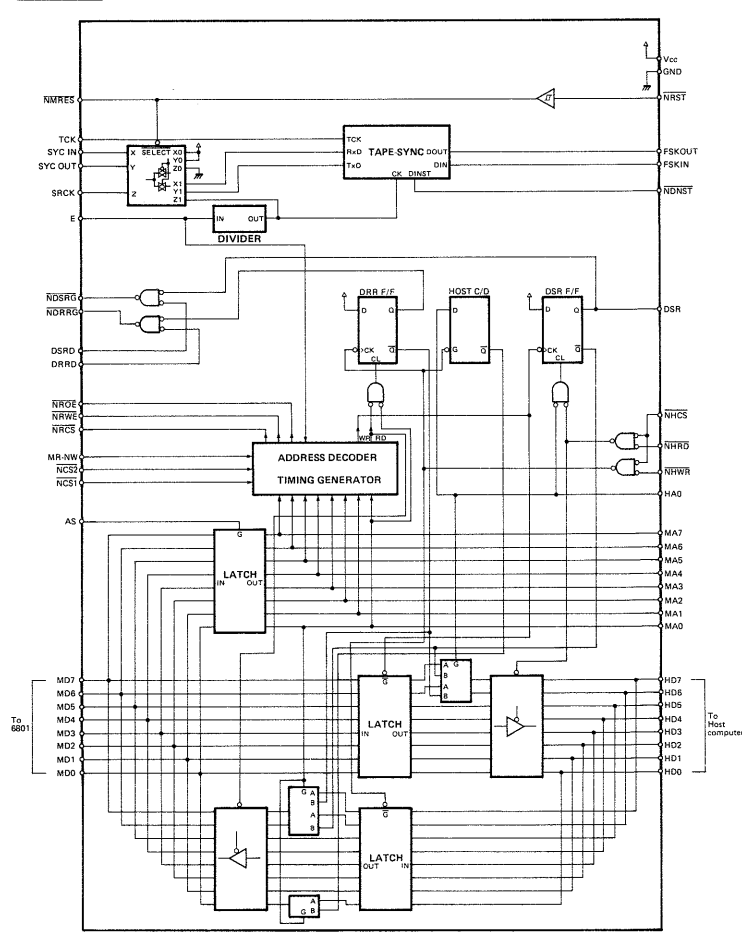 Vcc
GND
NMRES
NRST
TCK
SYC IN
SYC OUT
SRCK
E
X SELECT X0
Y0
Z0
Y
X1
Y1
Z
Z1
TCK
RxD TAPE-SYNC DOUT
TxD DIN
CK DINST
FSKOUT
FSKIN
NDNST
IN OUT
DIVIDER
NDSRG
NDRRG
DSRD
DRRD
DRR F/F
D Q
CK Q
CL
HOST C/D
D
G Q
DSR F/F
D Q
CK Q
CL
DSR
NROE
NRWE
NRCS
MR-NW
NCS2
NCS1
WR RD
ADDRESS DECODER
TIMING GENERATOR
NHCS
NHRD
NHWR
HA0
AS
G
LATCH
IN OUT
MA7
MA6
MA5
MA4
MA3
MA2
MA1
MA0
To
6801
MD7
MD6
MD5
MD4
MD3
MD2
MD1
MD0
G
LATCH
IN OUT
G
A
B
A
B
HD7
HD6
HD5
HD4
HD3
HD2
HD1
HD0
To
Host
computer
G A
B
A
B
G
LATCH
OUT IN
A
G B